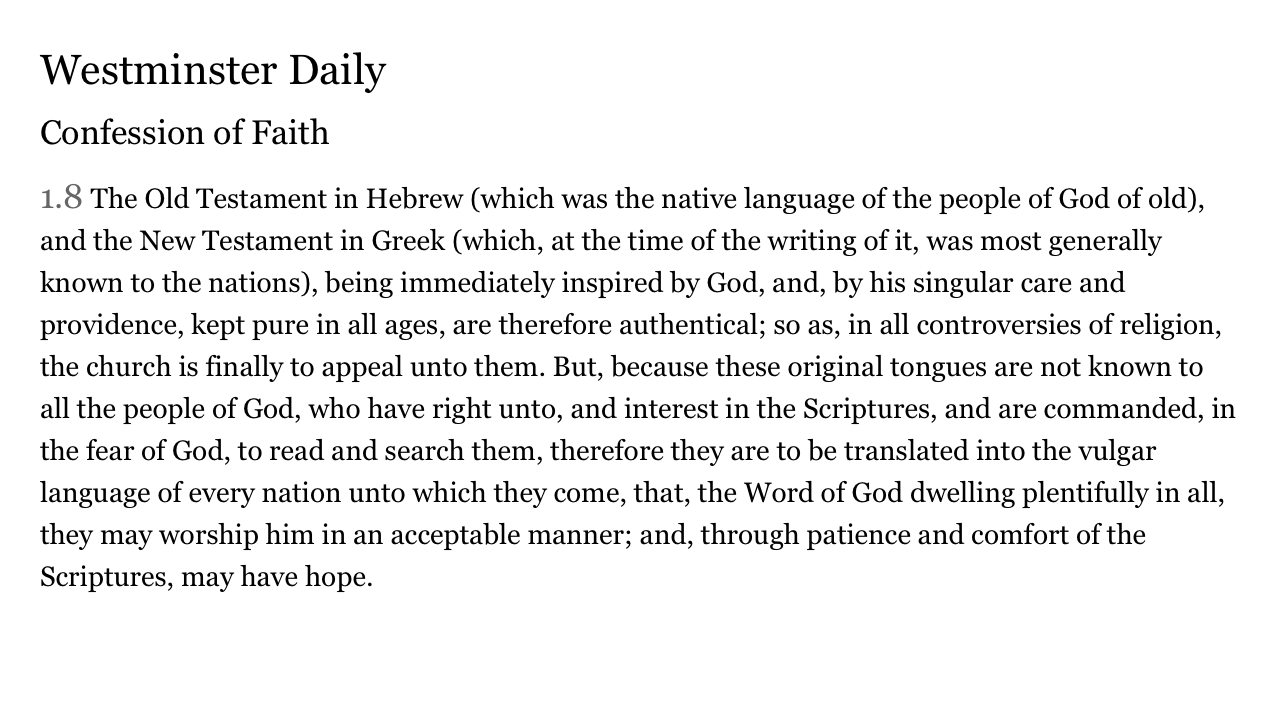 Westminster Daily
Confession of Faith
1.8 The Old Testament in Hebrew (which was the native language of the people of God of old),
and the New Testament in Greek (which, at the time of the writing of it, was most generally
known to the nations), being immediately inspired by God, and, by his singular care and
providence, kept pure in all ages, are therefore authentical; so as, in all controversies of religion,
the church is finally to appeal unto them. But, because these original tongues are not known to
all the people of God, who have right unto, and interest in the Scriptures, and are commanded, in
the fear of God, to read and search them, therefore they are to be translated into the vulgar
language of every nation unto which they come, that, the Word of God dwelling plentifully in all,
they may worship him in an acceptable manner; and, through patience and comfort of the
Scriptures, may have hope.